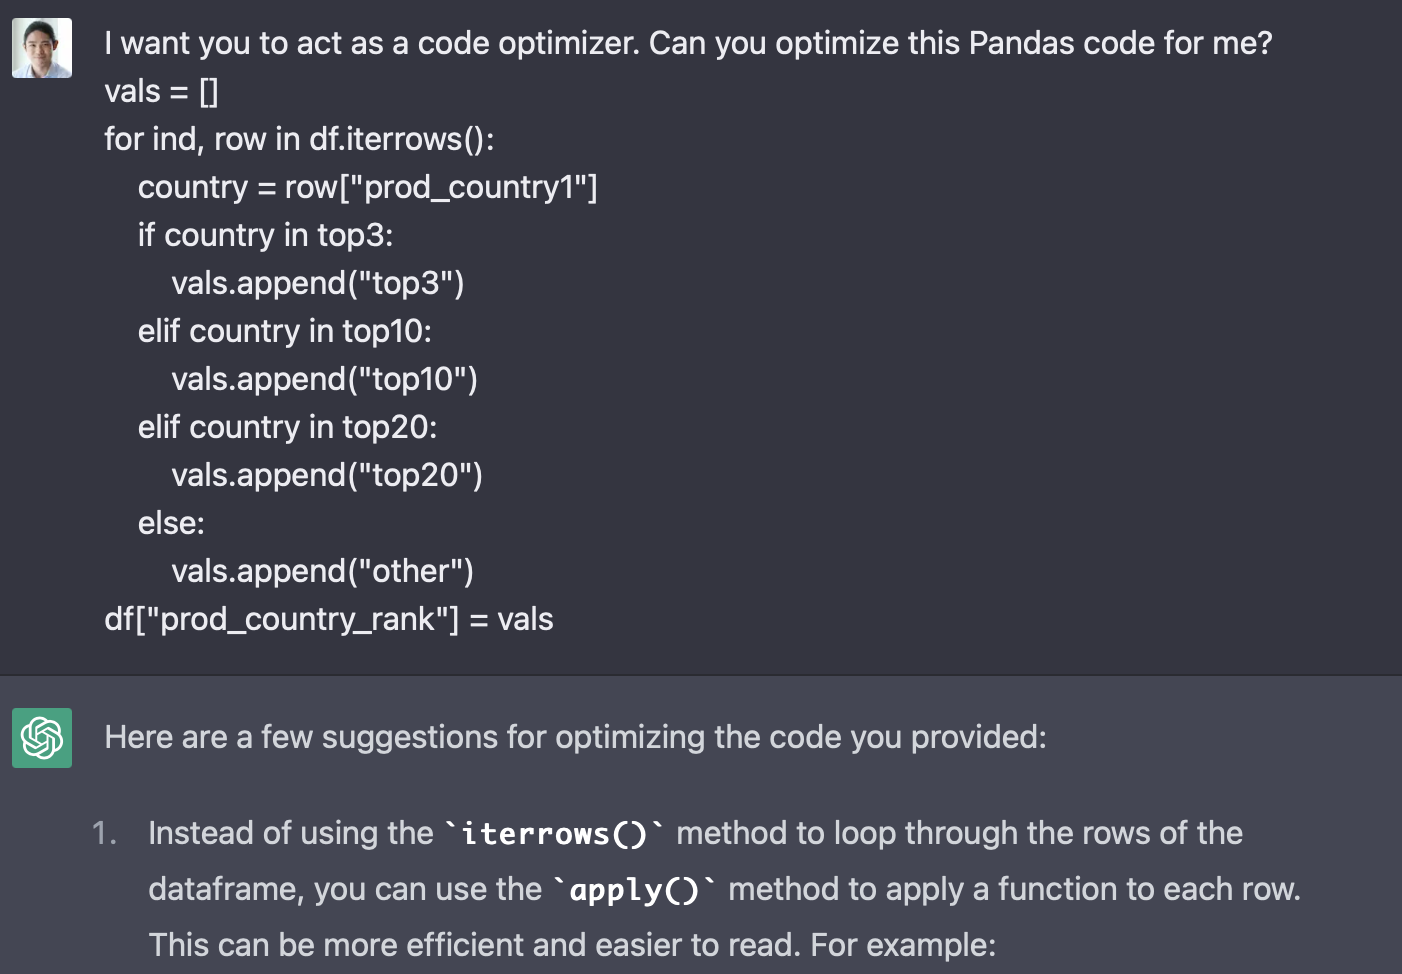 I want you to act as a code optimizer. Can you optimize this Pandas code for me?
vals = []
for ind, row in df.iterrows():
    country = row["prod_country1"]
    if country in top3:
        vals.append("top3")
    elif country in top10:
        vals.append("top10")
    elif country in top20:
        vals.append("top20")
    else:
        vals.append("other")
df["prod_country_rank"] = vals
Here are a few suggestions for optimizing the code you provided:
1. Instead of using the `iterrows()` method to loop through the rows of the
dataframe, you can use the `apply()` method to apply a function to each row.
This can be more efficient and easier to read. For example: